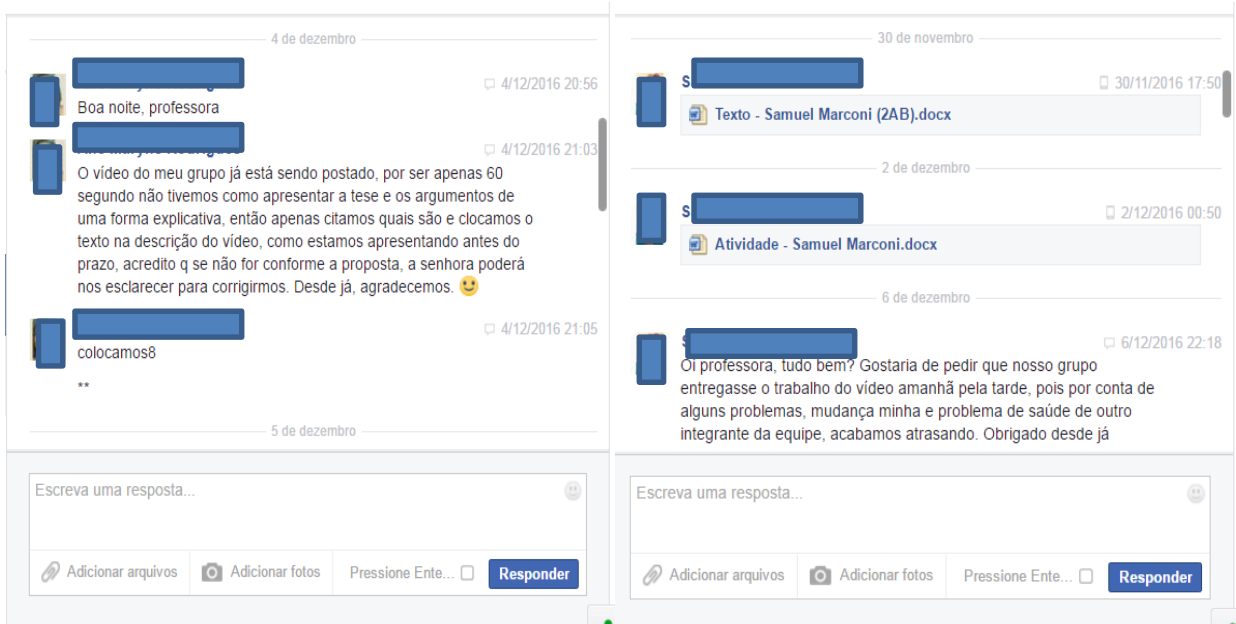 4 de dezembro
4/12/2016 20:56
Boa noite, professora
4/12/2016 21:03
O vídeo do meu grupo já está sendo postado, por ser apenas 60
segundo não tivemos como apresentar a tese e os argumentos de
uma forma explicativa, então apenas citamos quais são e clocamos o
texto na descrição do vídeo, como estamos apresentando antes do
prazo, acredito q se não for conforme a proposta, a senhora poderá
nos esclarecer para corrigirmos. Desde já, agradecemos. 🙂
4/12/2016 21:05
colocamos8
**
5 de dezembro
Escreva uma resposta...
Adicionar arquivos
Adicionar fotos
Pressione Ente...
Responder
30 de novembro
S
30/11/2016 17:50
Texto - Samuel Marconi (2AB).docx
2 de dezembro
S
2/12/2016 00:50
Atividade - Samuel Marconi.docx
6 de dezembro
6/12/2016 22:18
Oi professora, tudo bem? Gostaria de pedir que nosso grupo
entregasse o trabalho do vídeo amanhã pela tarde, pois por conta de
alguns problemas, mudança minha e problema de saúde de outro
integrante da equipe, acabamos atrasando. Obrigado desde já
Escreva uma resposta...
Adicionar arquivos
Adicionar fotos
Pressione Ente...
Responder